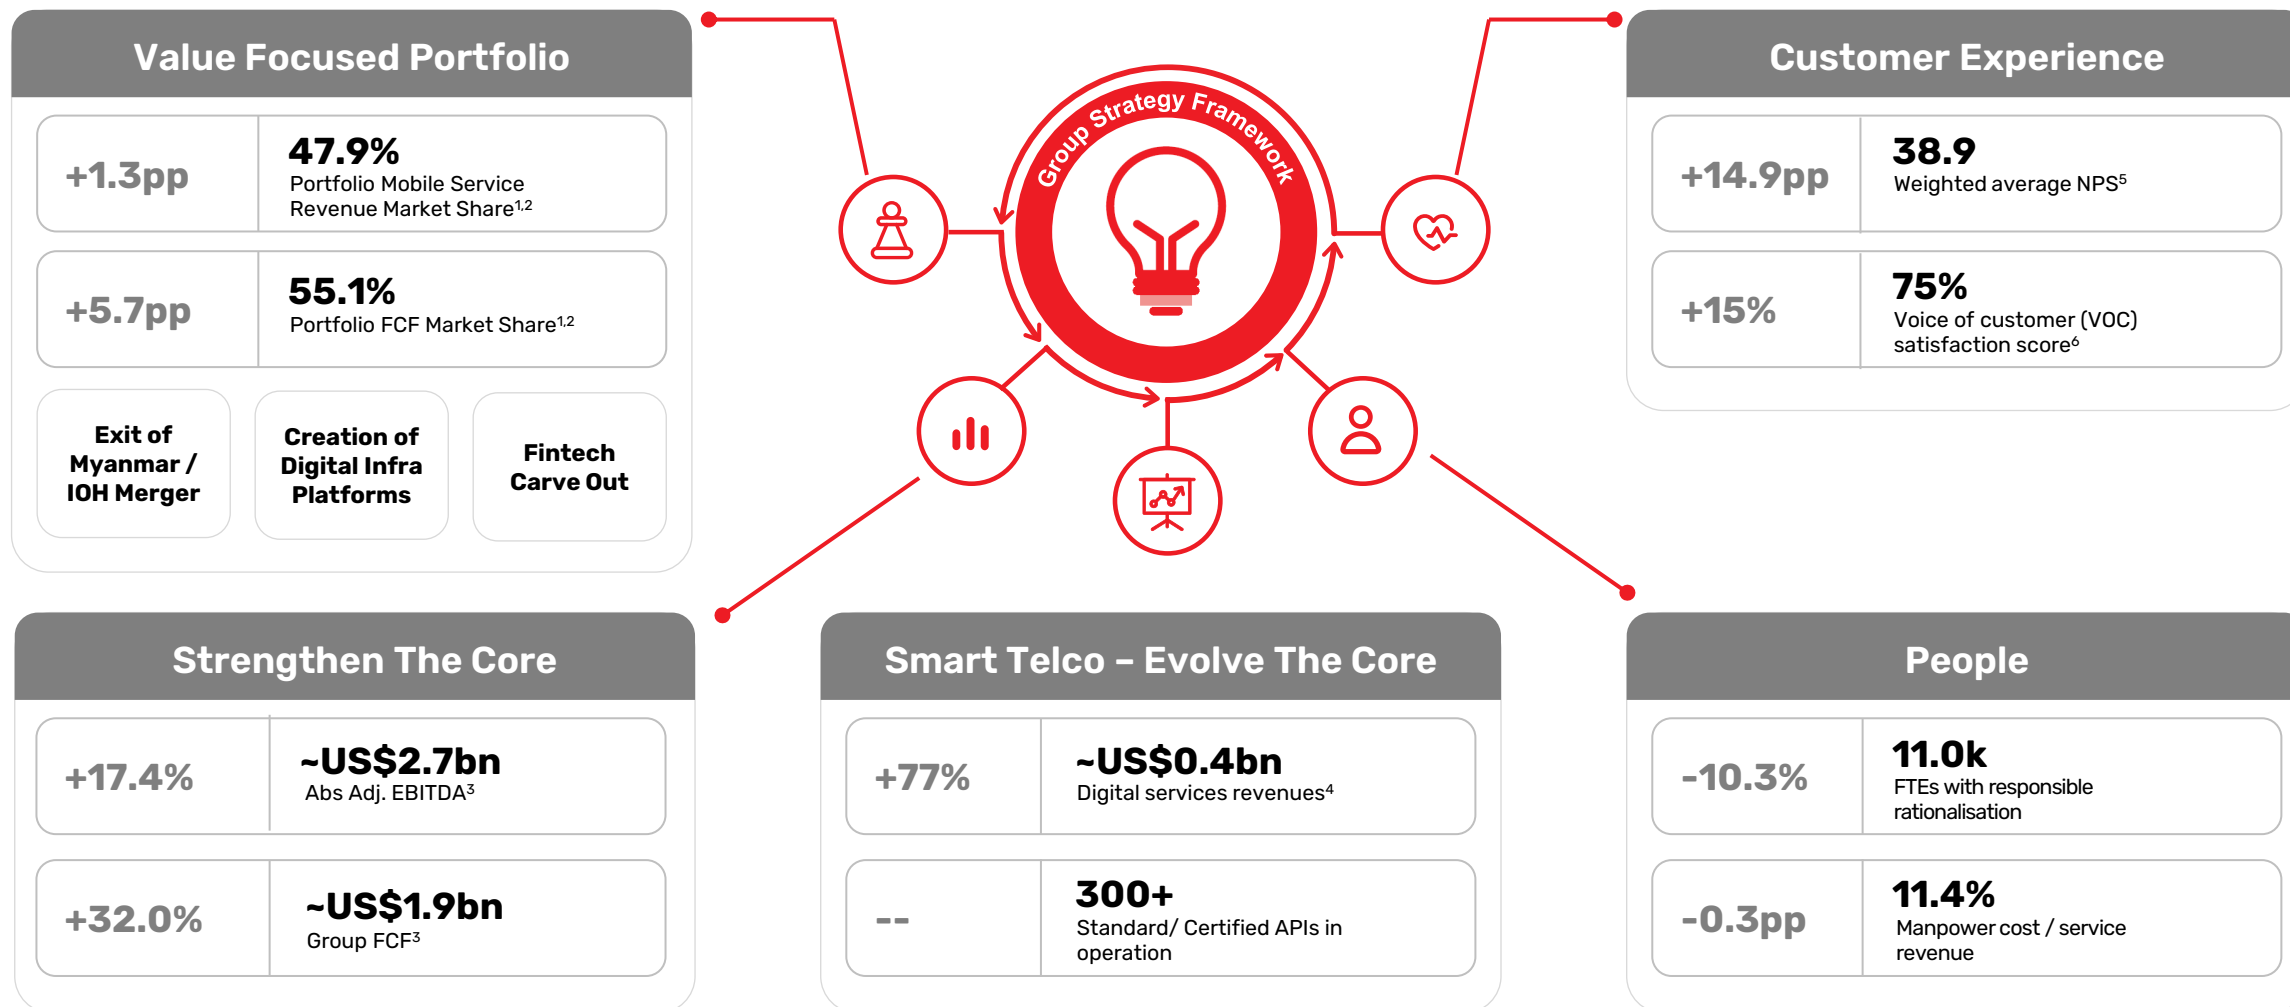 Value Focused Portfolio
+1.3pp
47.9%
Portfolio Mobile Service
Revenue Market Share¹,²
+5.7pp
55.1%
Portfolio FCF Market Share¹,²
Exit of
Myanmar /
IOH Merger
Creation of
Digital Infra
Platforms
Fintech
Carve Out
Group Strategy Framework
Customer Experience
+14.9pp
38.9
Weighted average NPS⁵
+15%
75%
Voice of customer (VOC)
satisfaction score⁶
Strengthen The Core
+17.4%
~US$2.7bn
Abs Adj. EBITDA³
+32.0%
~US$1.9bn
Group FCF³
Smart Telco – Evolve The Core
+77%
~US$0.4bn
Digital services revenues⁴
--
300+
Standard/ Certified APIs in
operation
People
-10.3%
11.0k
FTEs with responsible
rationalisation
-0.3pp
11.4%
Manpower cost / service
revenue